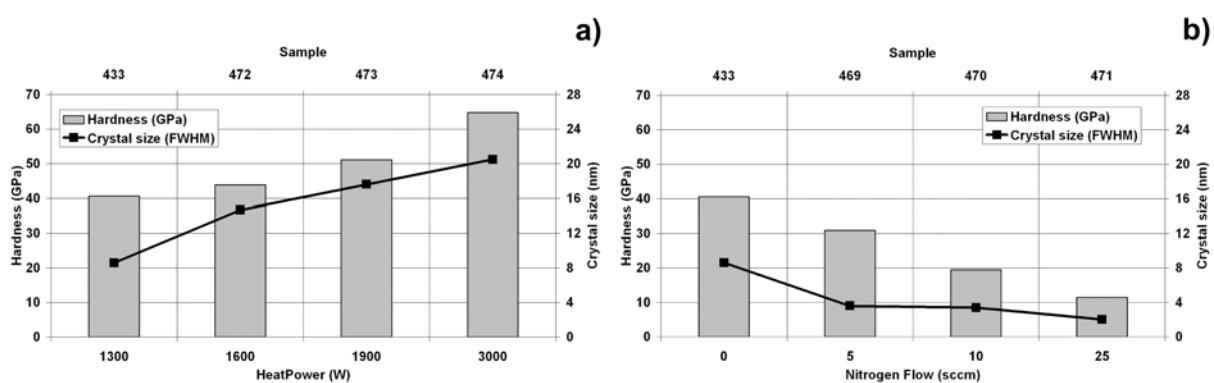 a)
Sample
433 472 473 474
70
60
50
40
30
20
10
0
Hardness (GPa)
Hardness (GPa)
Crystal size (FWHM)
28
24
20
16
12
8
4
0
Crystal size (nm)
1300 1600 1900 3000
HeatPower (W)
b)
Sample
433 469 470 471
70
60
50
40
30
20
10
0
Hardness (GPa)
Hardness (GPa)
Crystal size (FWHM)
28
24
20
16
12
8
4
0
Crystal size (nm)
0 5 10 25
Nitrogen Flow (sccm)